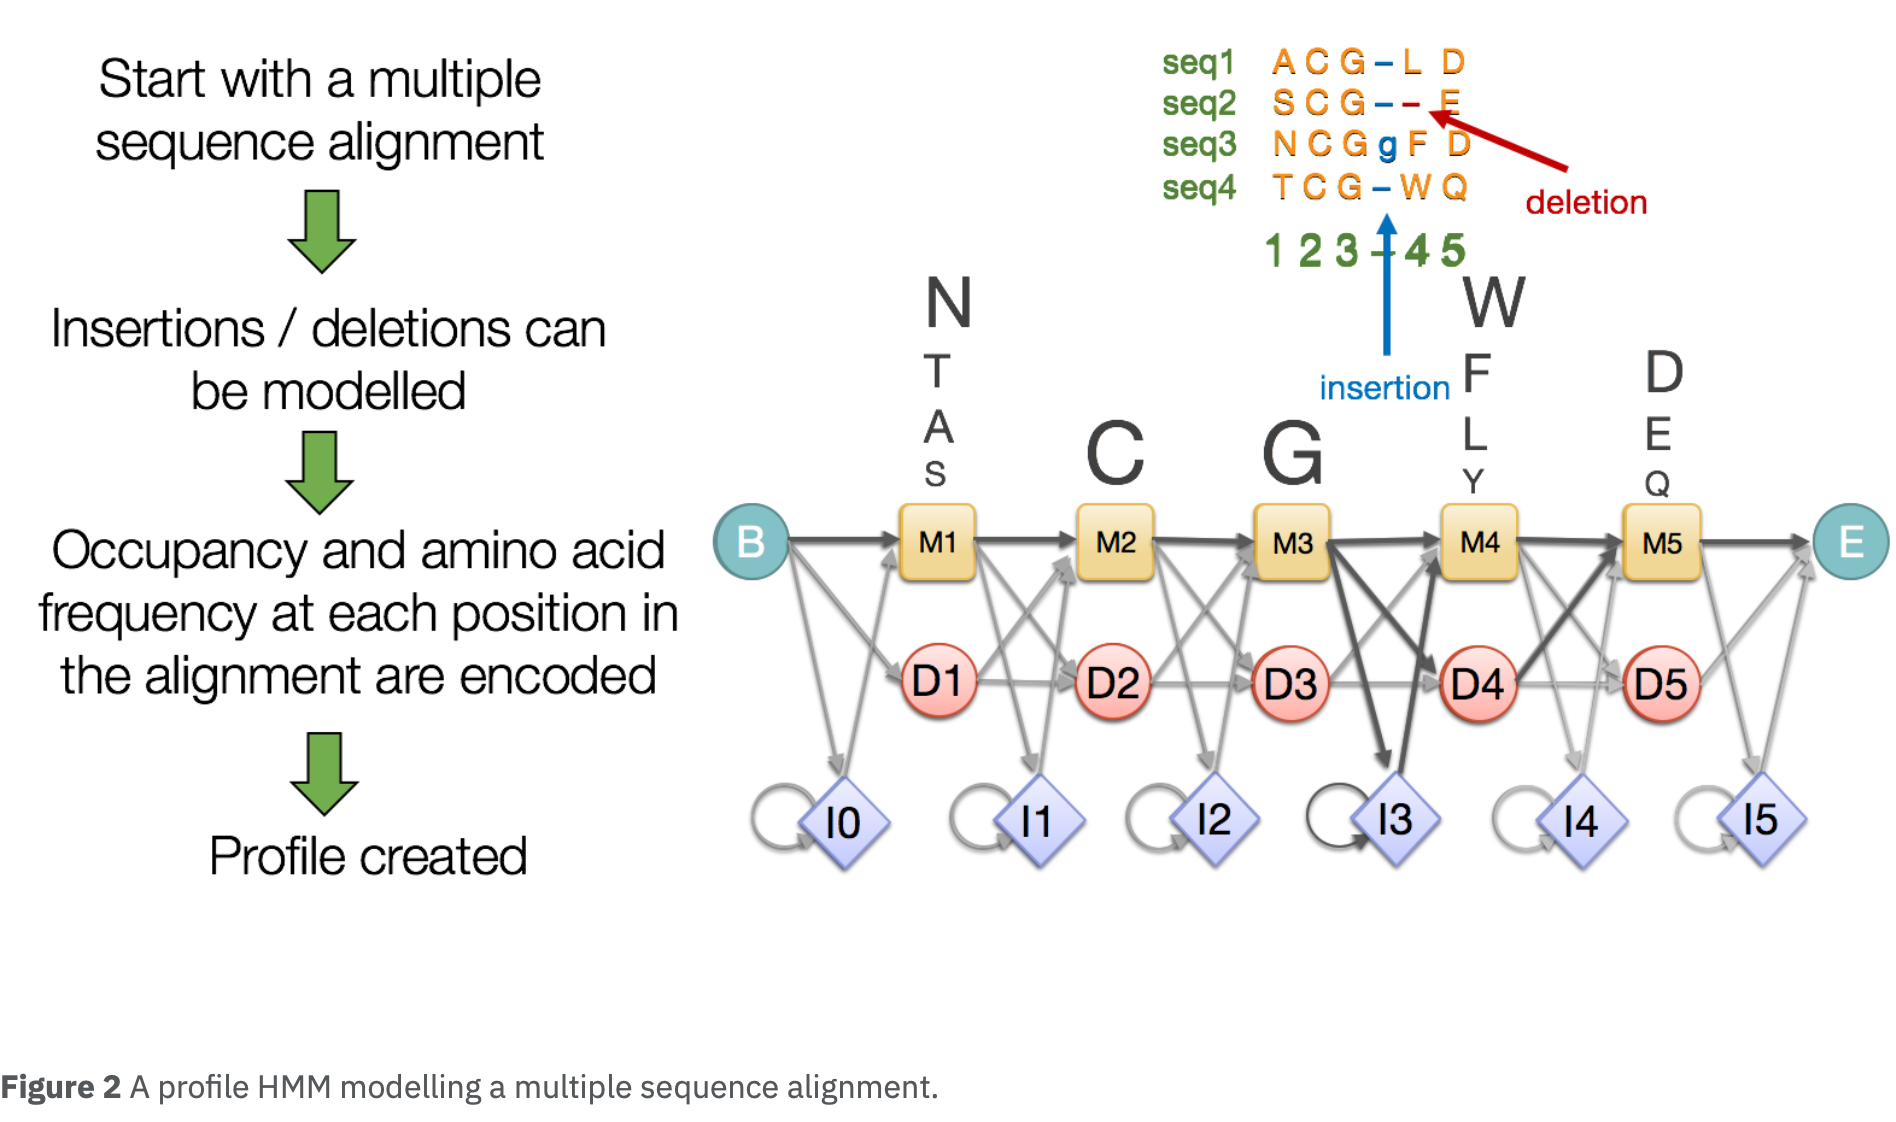 Start with a multiple
sequence alignment
Insertions / deletions can
be modelled
Occupancy and amino acid
frequency at each position in
the alignment are encoded
Profile created
seq1 A C G – L D
seq2 S C G – – E
seq3 N C G g F D
seq4 T C G – W Q
deletion
1 2 3 – 4 5
insertion
N
T
A
S
C
G
W
F
L
Y
D
E
Q
B M1 M2 M3 M4 M5 E
D1 D2 D3 D4 D5
I0 I1 I2 I3 I4 I5
Figure 2 A profile HMM modelling a multiple sequence alignment.